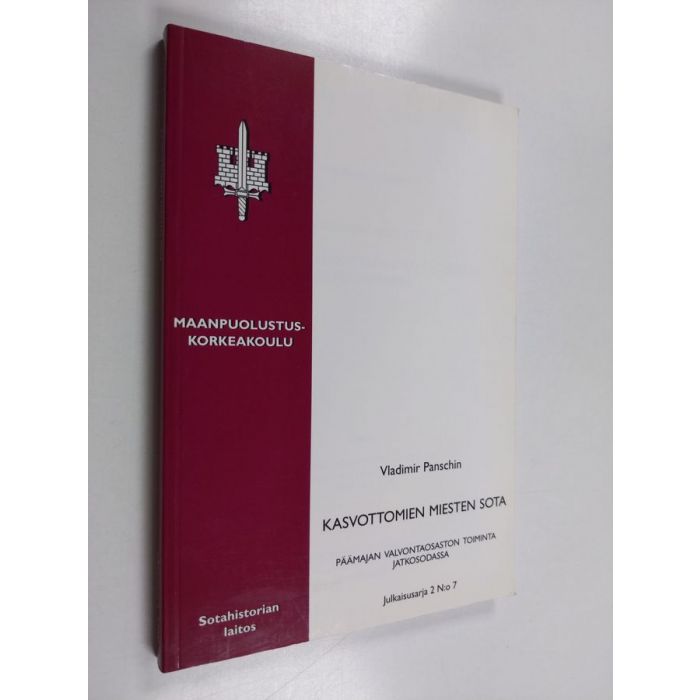 MAANPUOLUSTUS-
KORKEAKOULU
Vladimir Panschin
KASVOTTOMIEN MIESTEN SOTA
PÄÄMAJAN VALVONTAOSASTON TOIMINTA
JATKOSODASSA
Julkaisusarja 2 N:o 7
Sotahistorian
laitos